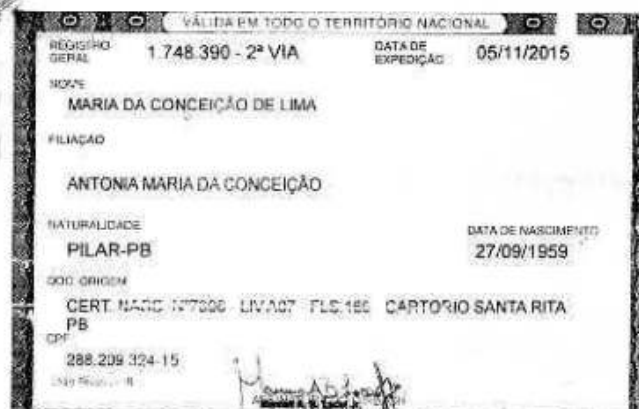 VÁLIDA EM TODO O TERRITÓRIO NACIONAL
REGISTRO GERAL 1.748.390 - 2ª VIA DATA DE EXPEDIÇÃO 05/11/2015
NOME
MARIA DA CONCEIÇÃO DE LIMA
FILIAÇÃO
ANTONIA MARIA DA CONCEIÇÃO
NATURALIDADE DATA DE NASCIMENTO
PILAR-PB 27/09/1959
DOC ORIGEM
CERT. CARTORIO SANTA RITA
PB
CPF
288.209.324-15